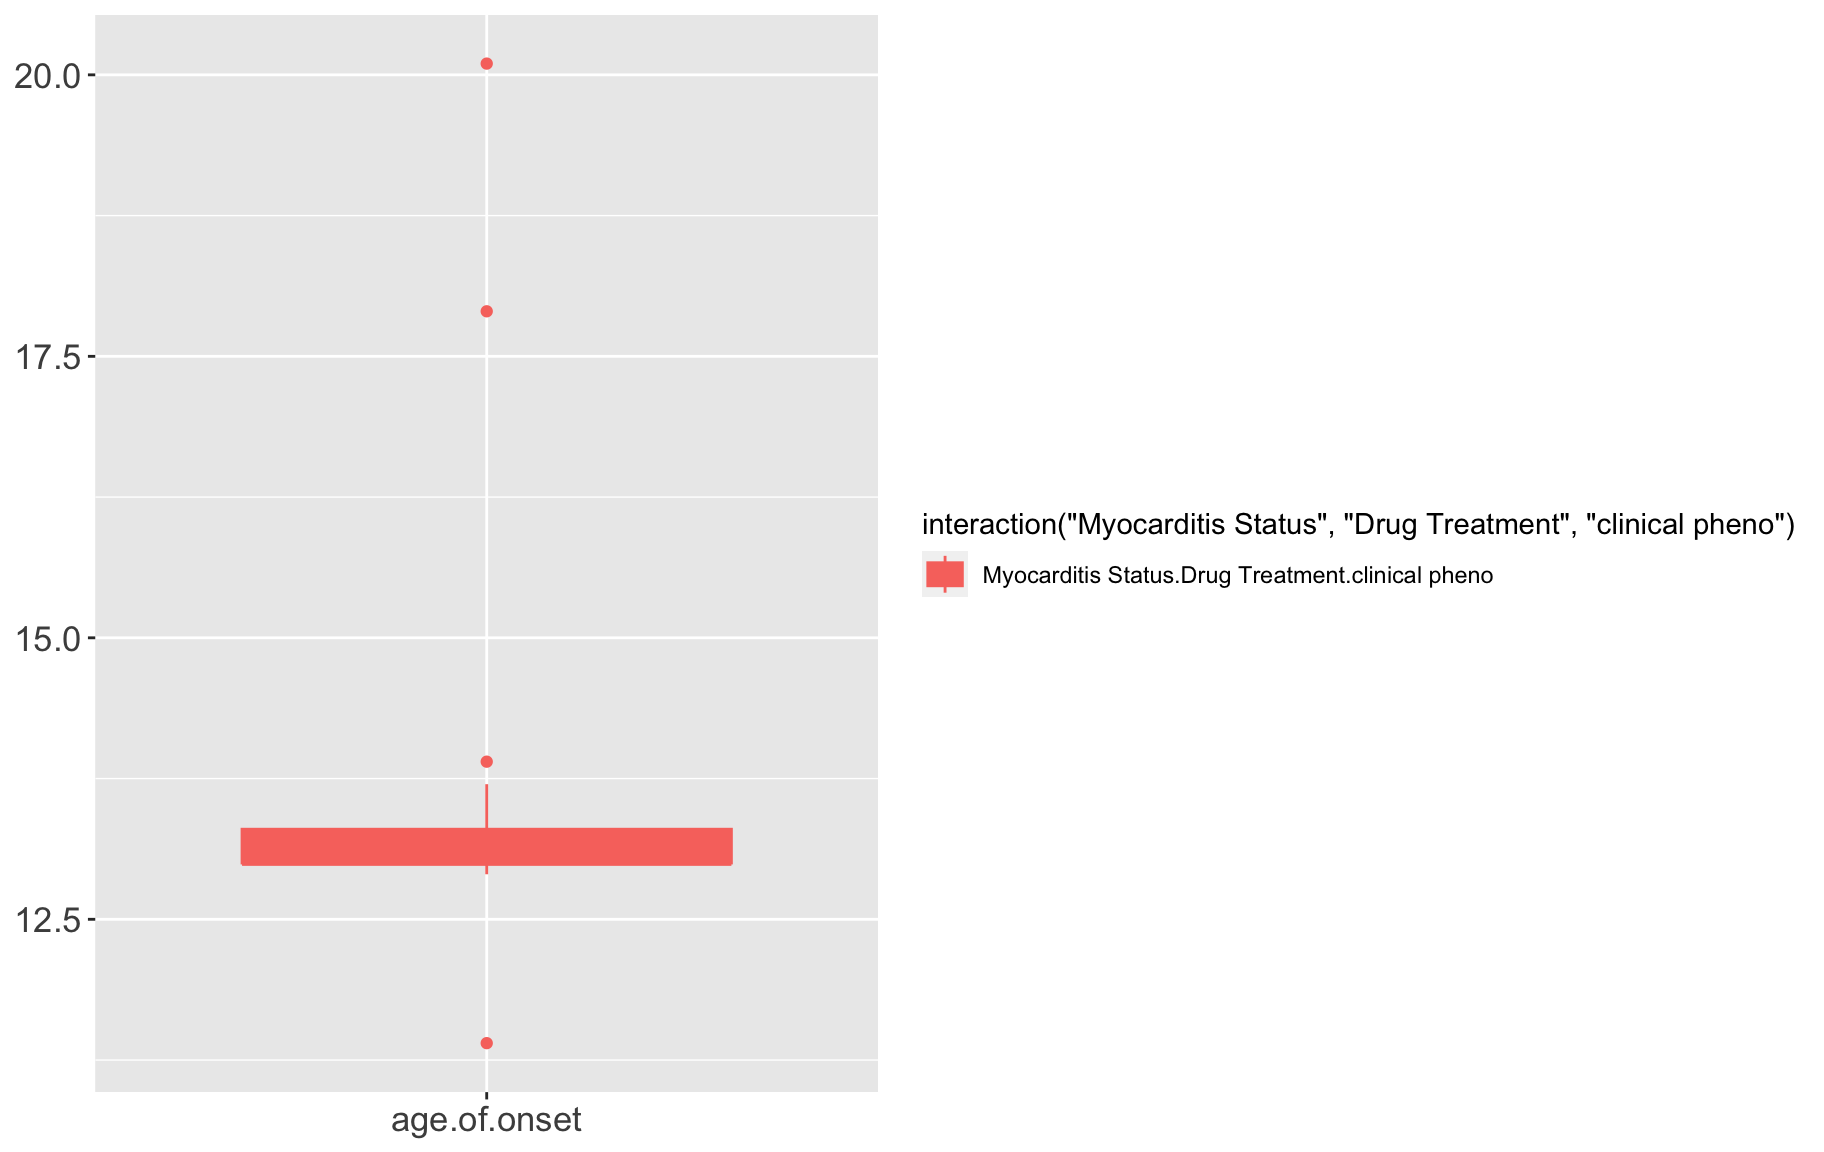 20.0
17.5
15.0
12.5
age.of.onset
interaction("Myocarditis Status", "Drug Treatment", "clinical pheno")
Myocarditis Status.Drug Treatment.clinical pheno